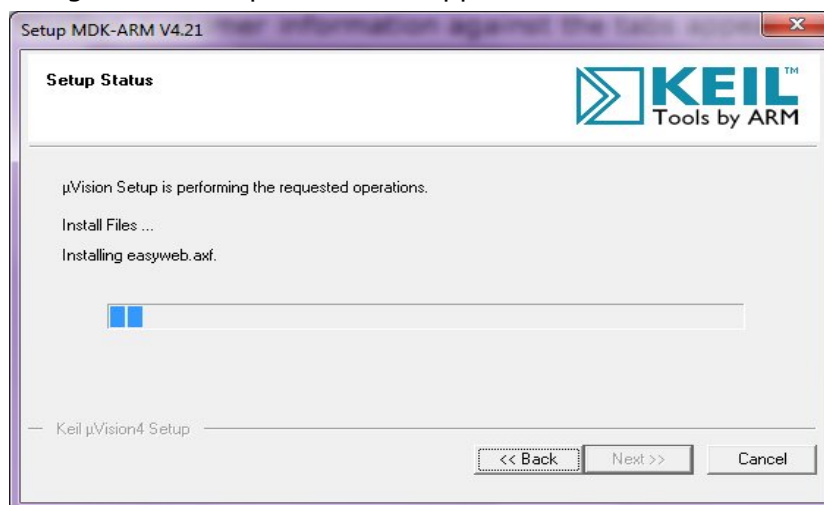 Setup MDK-ARM V4.21
Setup Status
KEIL™
Tools by ARM
µVision Setup is performing the requested operations.
Install Files ...
Installing easyweb.axf.
Keil µVision4 Setup
<< Back Next >> Cancel